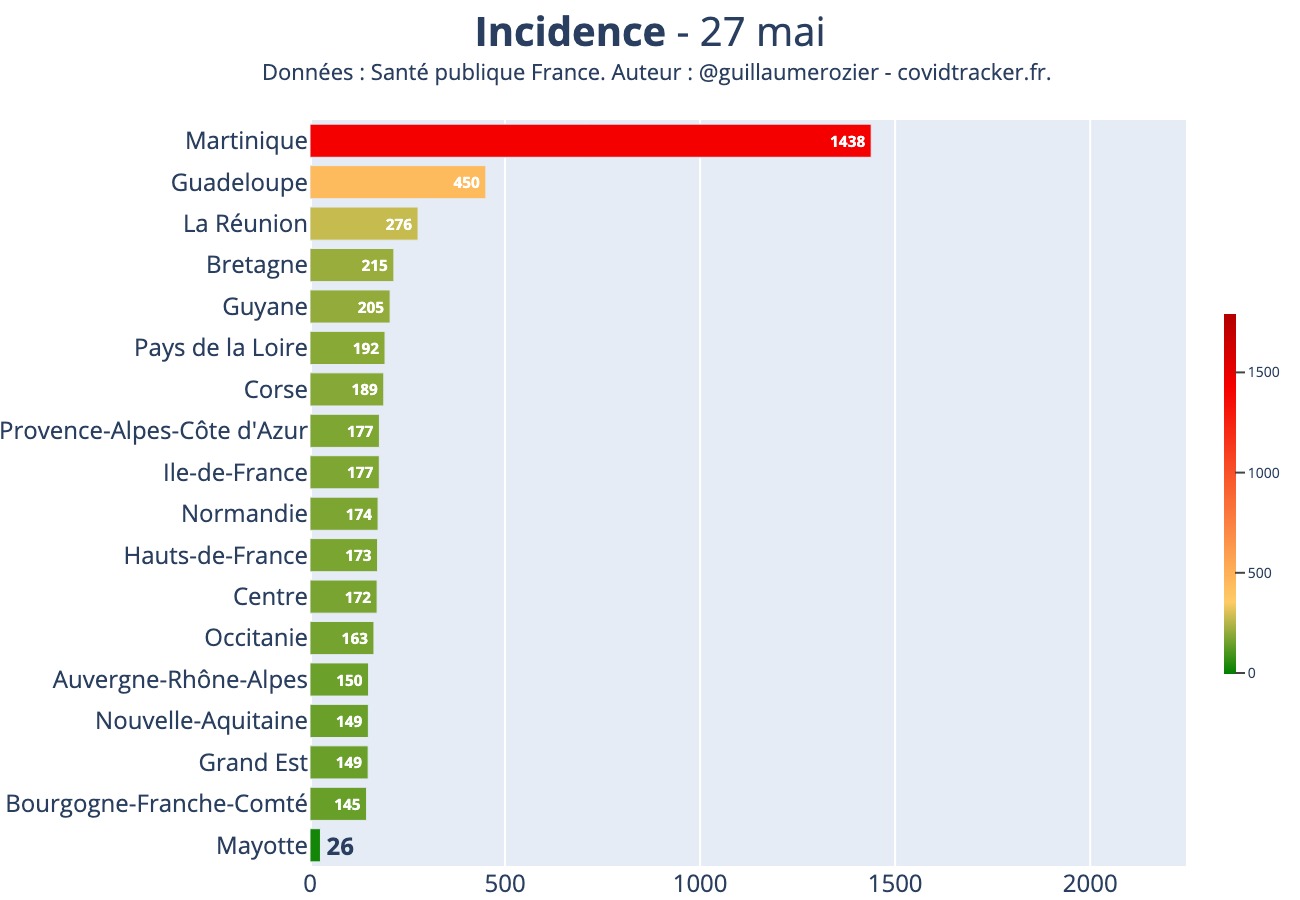 Incidence - 27 mai
Données : Santé publique France. Auteur : @guillaumerozier - covidtracker.fr.
Martinique 1438
Guadeloupe 450
La Réunion 276
Bretagne 215
Guyane 205
Pays de la Loire 192
Corse 189
Provence-Alpes-Côte d'Azur 177
Ile-de-France 177
Normandie 174
Hauts-de-France 173
Centre 172
Occitanie 163
Auvergne-Rhône-Alpes 150
Nouvelle-Aquitaine 149
Grand Est 149
Bourgogne-Franche-Comté 145
Mayotte 26
0 500 1000 1500 2000
1500
1000
500
0